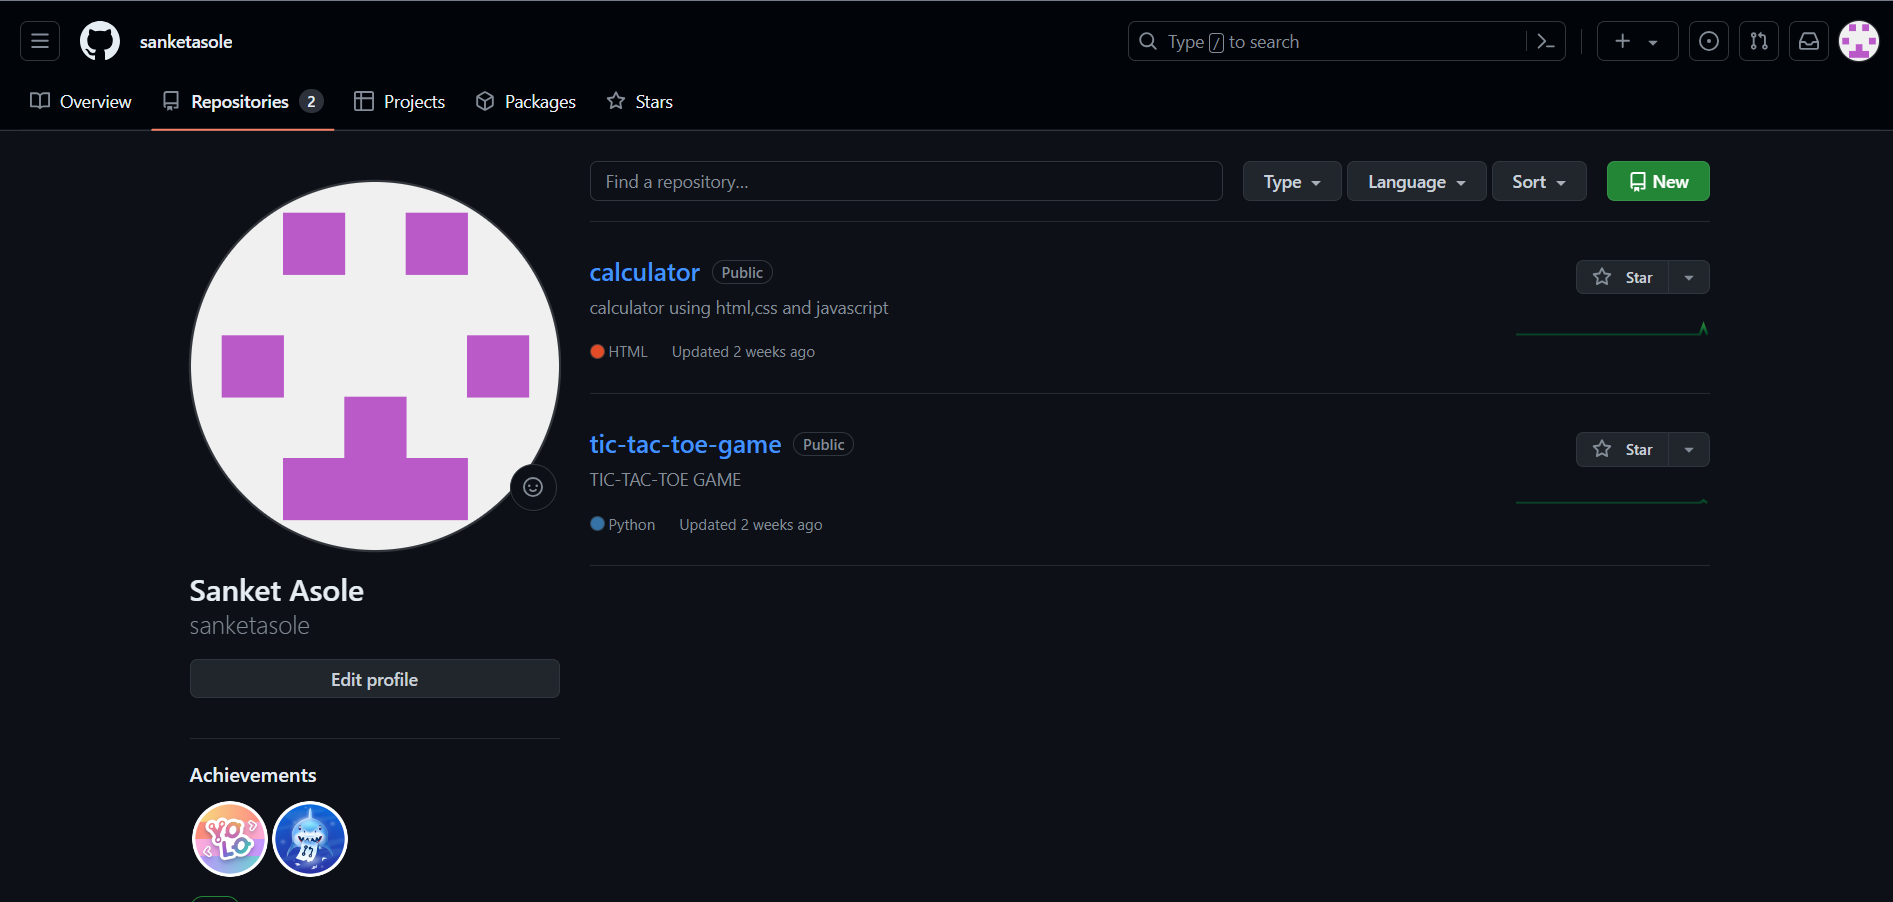 sanketasole
Type / to search
Overview
Repositories 2
Projects
Packages
Stars
Find a repository...
Type
Language
Sort
New
calculator Public
Star
calculator using html,css and javascript
HTML Updated 2 weeks ago
tic-tac-toe-game Public
Star
TIC-TAC-TOE GAME
Python Updated 2 weeks ago
Sanket Asole
sanketasole
Edit profile
Achievements
YOLO